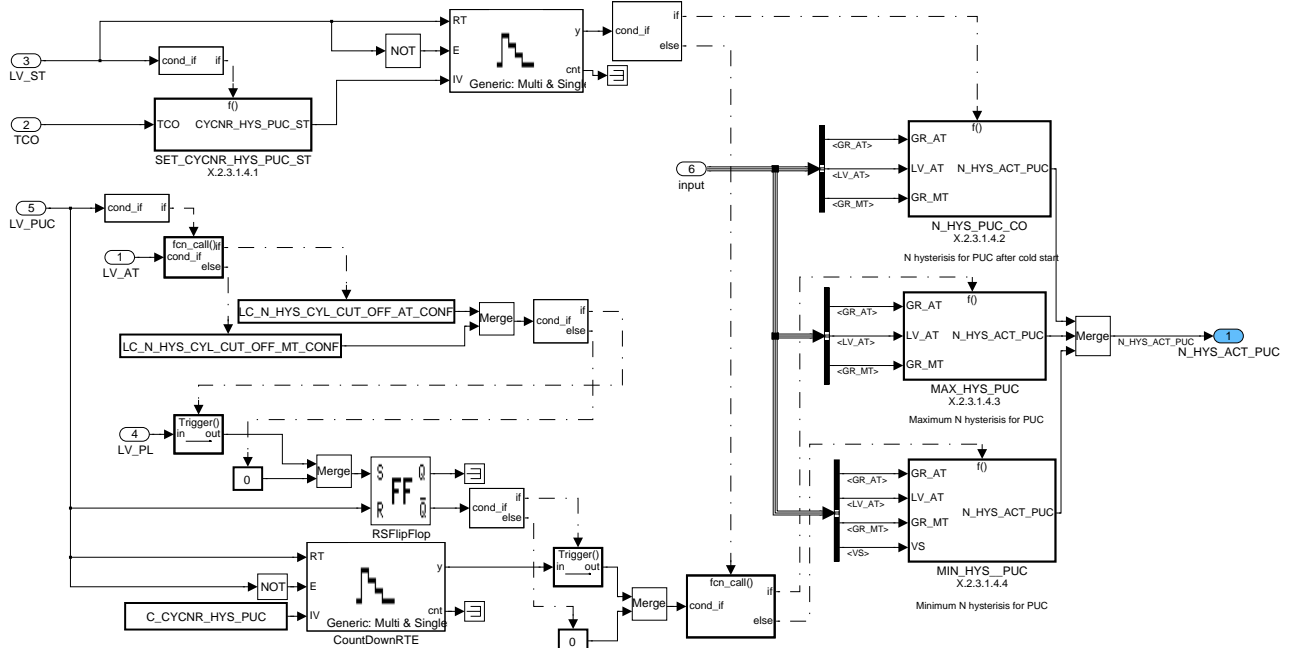 RT
E
IV
y
cnt
Generic: Multi & Single
NOT
cond_if
if
else
3
LV_ST
cond_if
if
f()
TCO
CYCNR_HYS_PUC_ST
SET_CYCNR_HYS_PUC_ST
X.2.3.1.4.1
2
TCO
6
input
<GR_AT>
<LV_AT>
<GR_MT>
f()
GR_AT
LV_AT
GR_MT
N_HYS_ACT_PUC
N_HYS_PUC_CO
X.2.3.1.4.2
N hysterisis for PUC after cold start
5
LV_PUC
cond_if
if
fcn_call()
cond_if
if
else
1
LV_AT
LC_N_HYS_CYL_CUT_OFF_AT_CONF
LC_N_HYS_CYL_CUT_OFF_MT_CONF
Merge
cond_if
if
else
<GR_AT>
<LV_AT>
<GR_MT>
f()
GR_AT
LV_AT
GR_MT
N_HYS_ACT_PUC
MAX_HYS_PUC
X.2.3.1.4.3
Maximum N hysterisis for PUC
Merge
N_HYS_ACT_PUC
1
N_HYS_ACT_PUC
Trigger()
in
out
4
LV_PL
0
Merge
S
R
FF
Q
Q̅
RSFlipFlop
cond_if
if
else
<GR_AT>
<LV_AT>
<GR_MT>
<VS>
f()
GR_AT
LV_AT
GR_MT
VS
N_HYS_ACT_PUC
MIN_HYS__PUC
X.2.3.1.4.4
Minimum N hysterisis for PUC
NOT
C_CYCNR_HYS_PUC
RT
E
IV
y
cnt
Generic: Multi & Single
CountDownRTE
Trigger()
in
out
0
Merge
fcn_call()
cond_if
if
else